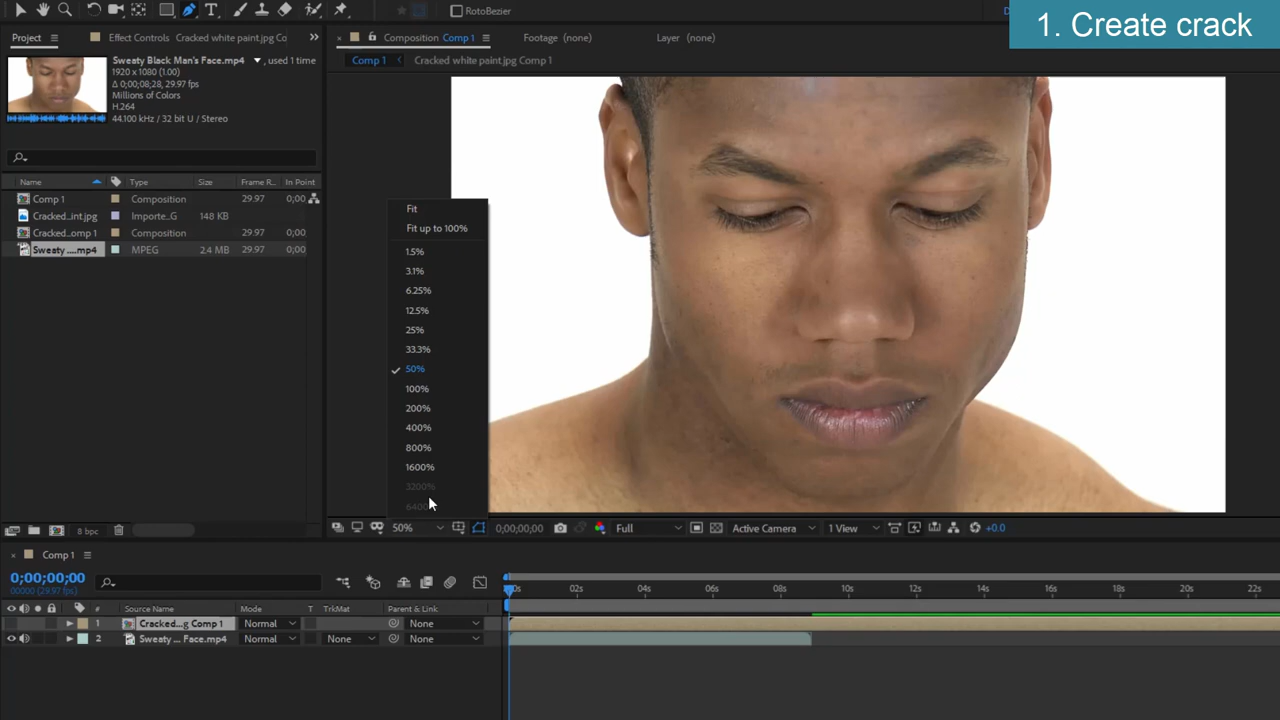 RotoBezier
1. Create crack
Project
Effect Controls Cracked white paint.jpg Co
Composition Comp 1
Footage (none)
Layer (none)
Comp 1
Cracked white paint.jpg Comp 1
Sweaty Black Man's Face.mp4 , used 1 time
1920 x 1080 (1.00)
Δ 0;00;08;28, 29.97 fps
Millions of Colors
H.264
44.100 kHz / 32 bit U / Stereo
Name Type Size Frame R... In Point
Comp 1 Composition 29.97 0;00
Cracked...int.jpg Importe...G 148 KB
Cracked...omp 1 Composition 29.97 0;00
Sweaty ....mp4 MPEG 2.4 MB 29.97 0;00
Fit
Fit up to 100%
1.5%
3.1%
6.25%
12.5%
25%
33.3%
50%
100%
200%
400%
800%
1600%
3200%
8 bpc
50%
0;00;00;00
Full
Active Camera
1 View
+0.0
Comp 1
0;00;00;00
00000 (29.97 fps)
02s 04s 06s 08s 10s 12s 14s 16s 18s 20s 22s
# Source Name Mode T TrkMat Parent & Link
1 Cracked...g Comp 1 Normal None
2 Sweaty ... Face.mp4 Normal None None